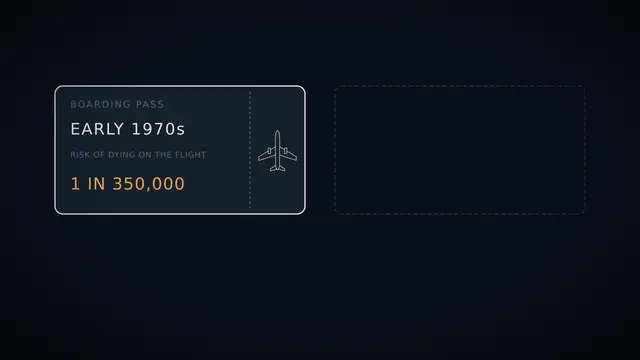 BOARDING PASS
EARLY 1970s
RISK OF DYING ON THE FLIGHT
1 IN 350,000